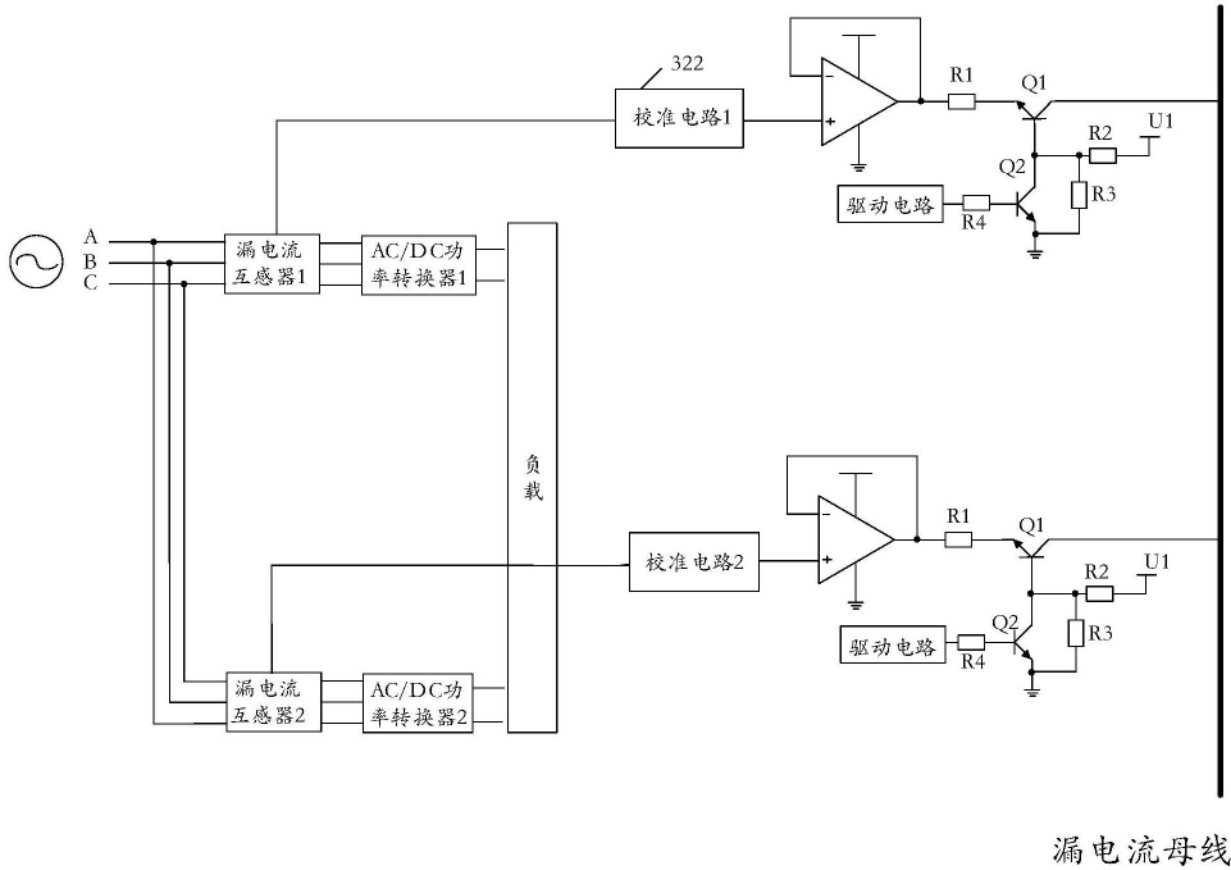 322
校准电路1
−
+
R1
Q1
U1
R2
Q2
R3
驱动电路
R4
A
B
C
漏电流
互感器1
AC/DC功
率转换器1
负
载
校准电路2
−
+
R1
Q1
U1
R2
Q2
R3
驱动电路
R4
漏电流
互感器2
AC/DC功
率转换器2
漏电流母线